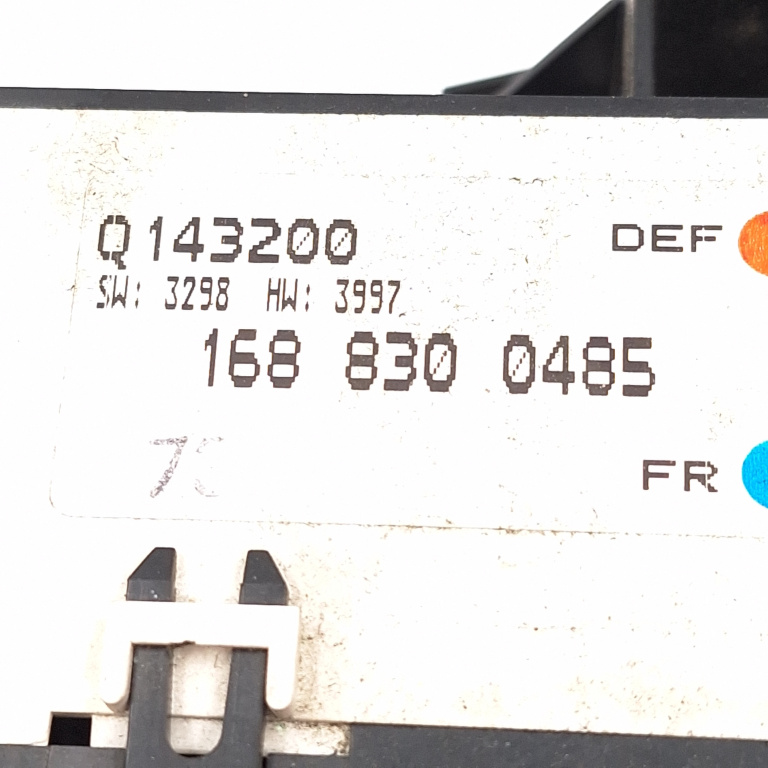 Q143200
DEF
SW: 3298 HW: 3997
168 830 0485
FR